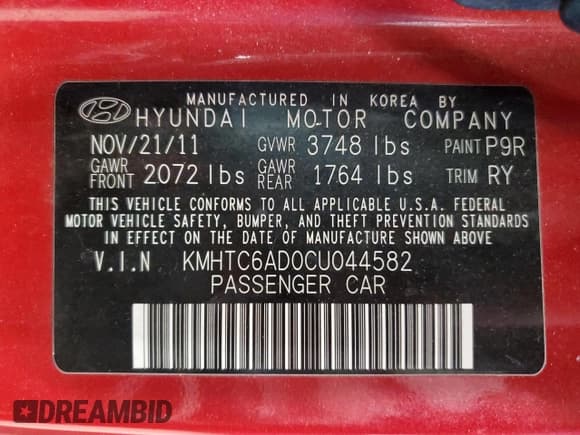 MANUFACTURED IN KOREA BY
HYUNDAI MOTOR COMPANY
NOV/21/11 GVWR 3748 lbs PAINT P9R
GAWR FRONT 2072 lbs GAWR REAR 1764 lbs TRIM RY
THIS VEHICLE CONFORMS TO ALL APPLICABLE U.S.A. FEDERAL
MOTOR VEHICLE SAFETY, BUMPER, AND THEFT PREVENTION STANDARDS
IN EFFECT ON THE DATE OF MANUFACTURE SHOWN ABOVE
V.I.N KMHTC6AD0CU044582
PASSENGER CAR
DREAMBID